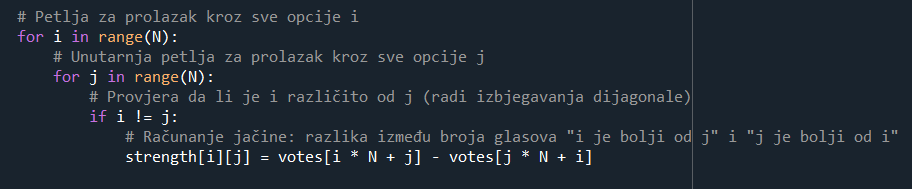 # Petlja za prolazak kroz sve opcije i
for i in range(N):
# Unutarnja petlja za prolazak kroz sve opcije j
for j in range(N):
# Provjera da li je i različito od j (radi izbjegavanja dijagonale)
if i != j:
# Računanje jačine: razlika između broja glasova "i je bolji od j" i "j je bolji od i"
strength[i][j] = votes[i * N + j] - votes[j * N + i]